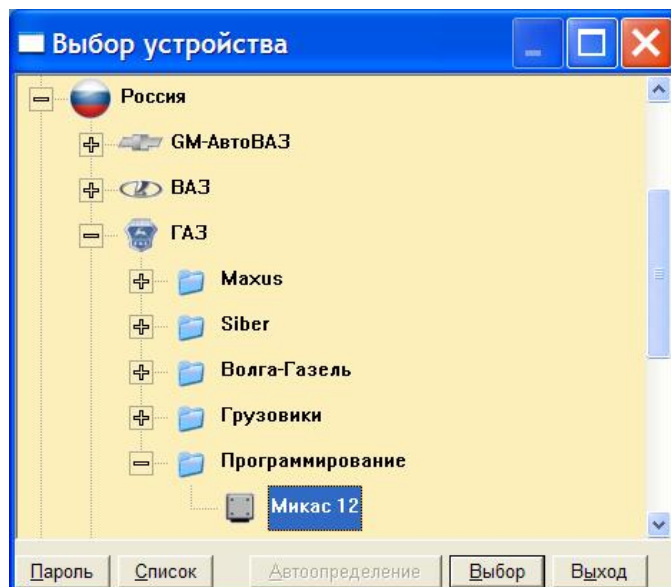 Выбор устройства
Россия
GM-АвтоВАЗ
ВАЗ
ГАЗ
Maxus
Siber
Волга-Газель
Грузовики
Программирование
Микас 12
Пароль Список Автоопределение Выбор Выход